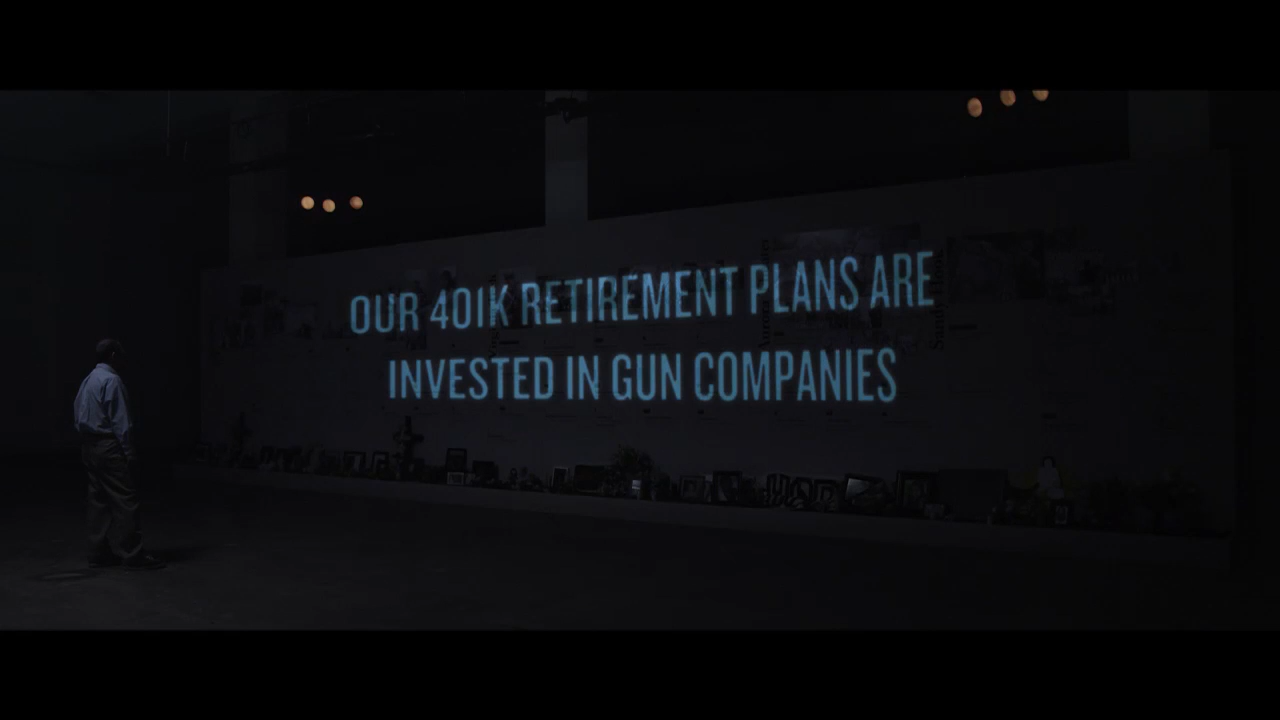 OUR 401K RETIREMENT PLANS ARE
INVESTED IN GUN COMPANIES